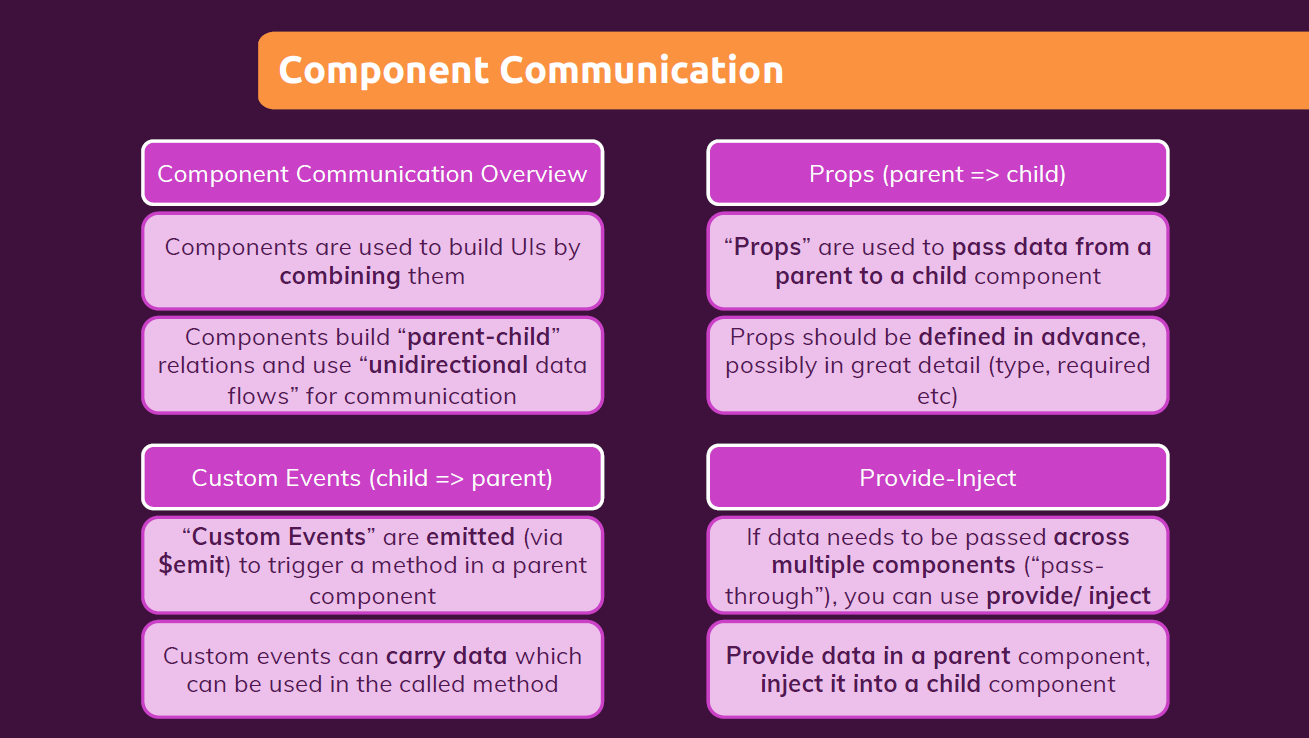 Component Communication
Component Communication Overview
Components are used to build UIs by
combining them
Components build “parent-child”
relations and use “unidirectional data
flows” for communication
Props (parent => child)
“Props” are used to pass data from a
parent to a child component
Props should be defined in advance,
possibly in great detail (type, required
etc)
Custom Events (child => parent)
“Custom Events” are emitted (via
$emit) to trigger a method in a parent
component
Custom events can carry data which
can be used in the called method
Provide-Inject
If data needs to be passed across
multiple components (“pass-
through”), you can use provide/ inject
Provide data in a parent component,
inject it into a child component